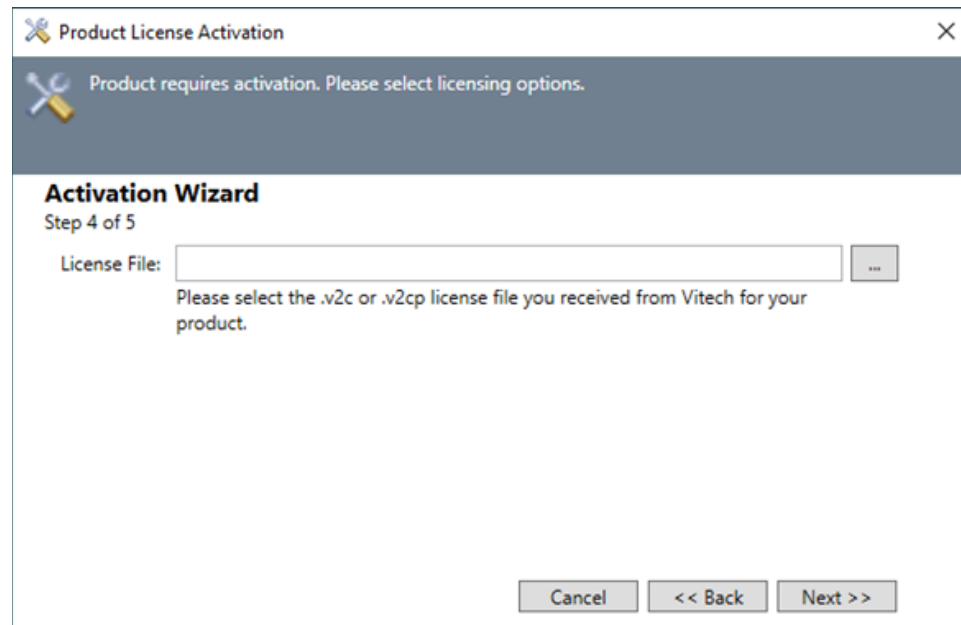 Product License Activation
Product requires activation. Please select licensing options.
Activation Wizard
Step 4 of 5
License File:
...
Please select the .v2c or .v2cp license file you received from Vitech for your
product.
Cancel
<< Back
Next >>